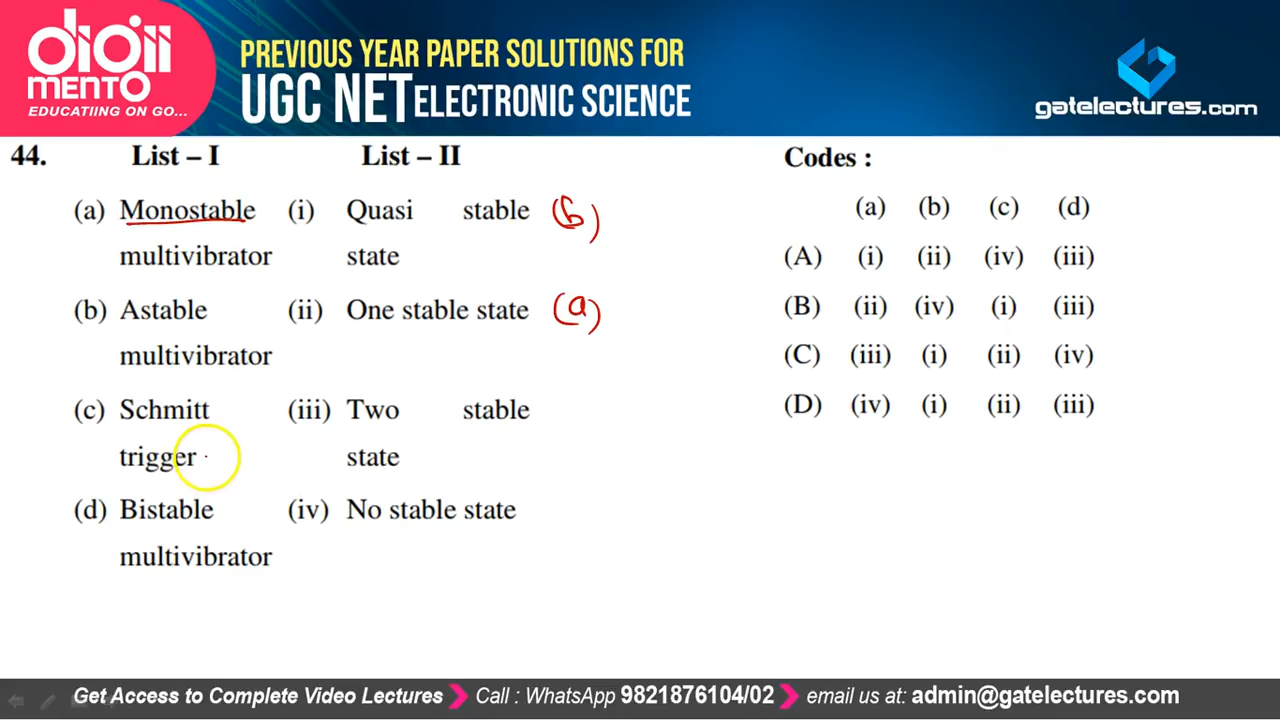 dioii
MENTO
EDUCATIING ON GO...
PREVIOUS YEAR PAPER SOLUTIONS FOR
UGC NET ELECTRONIC SCIENCE
gatelectures.com
44. List – I List – II
(a) Monostable (i) Quasi stable (b)
multivibrator state
(b) Astable (ii) One stable state (a)
multivibrator
(c) Schmitt (iii) Two stable
trigger state
(d) Bistable (iv) No stable state
multivibrator
Codes :
(a) (b) (c) (d)
(A) (i) (ii) (iv) (iii)
(B) (ii) (iv) (i) (iii)
(C) (iii) (i) (ii) (iv)
(D) (iv) (i) (ii) (iii)
Get Access to Complete Video Lectures Call : WhatsApp 9821876104/02 email us at: admin@gatelectures.com